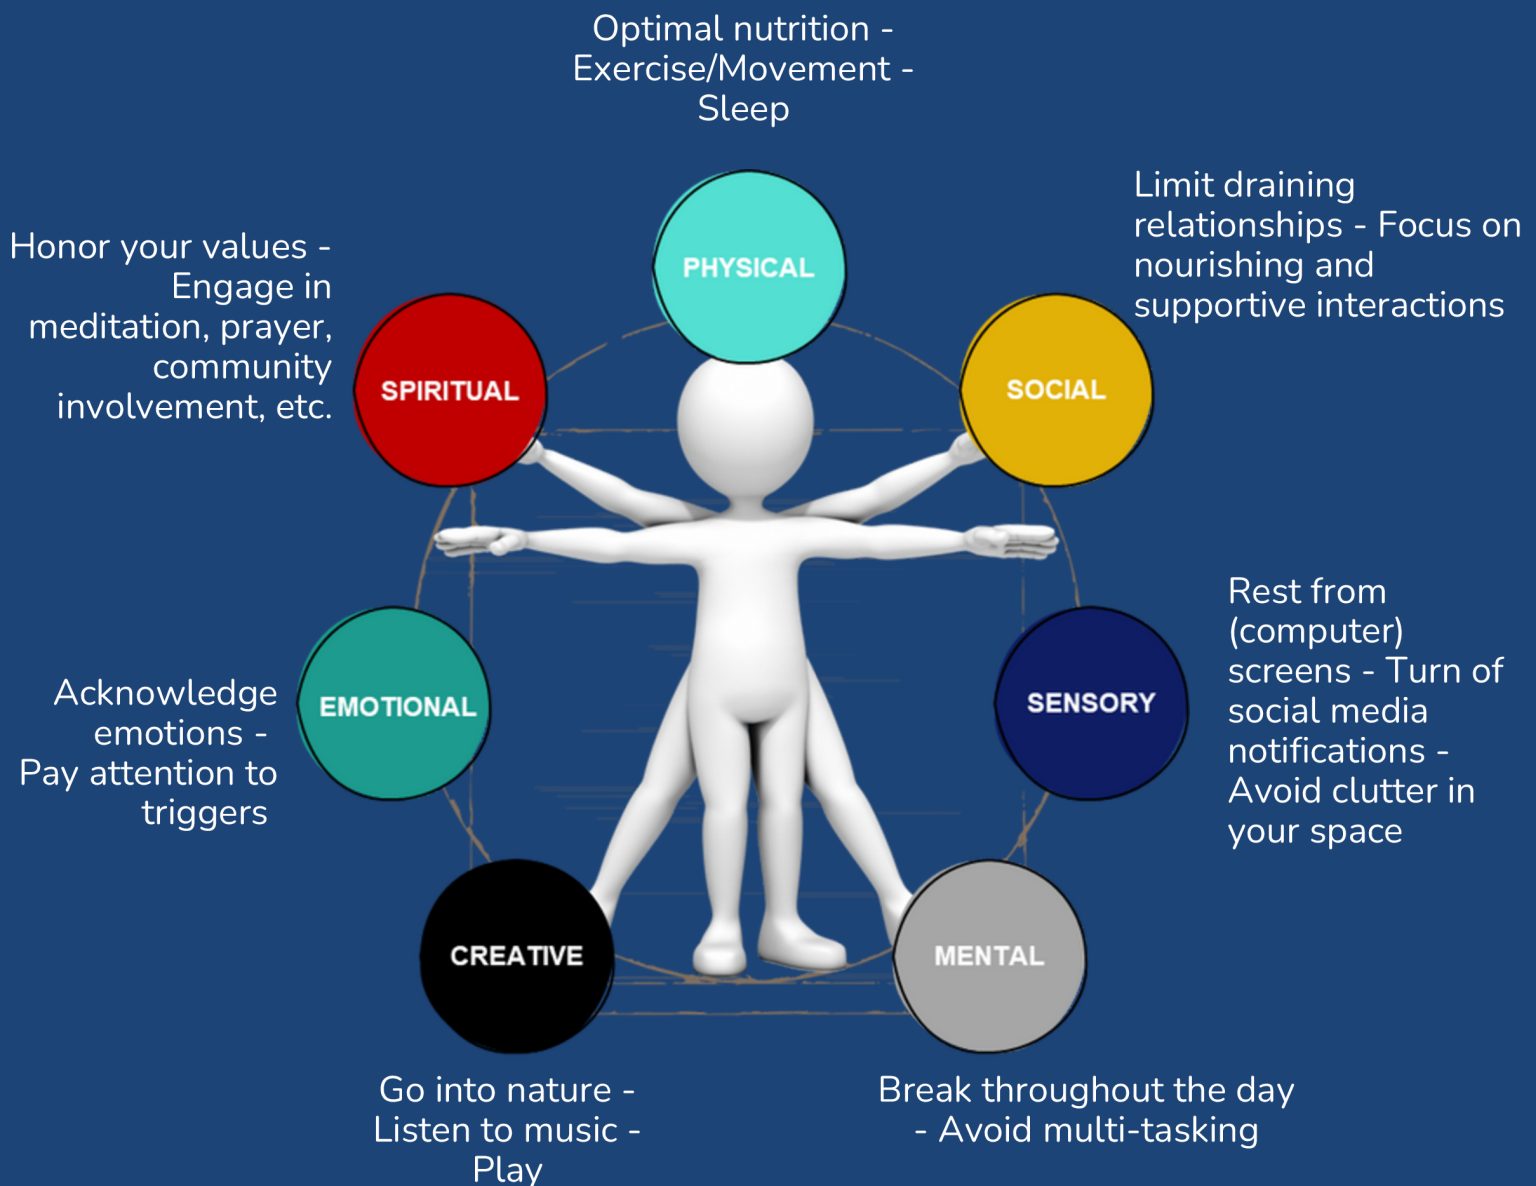 Optimal nutrition -
Exercise/Movement -
Sleep
PHYSICAL
Limit draining
relationships - Focus on
nourishing and
supportive interactions
SOCIAL
Honor your values -
Engage in
meditation, prayer,
community
involvement, etc.
SPIRITUAL
Rest from
(computer)
screens - Turn of
social media
notifications -
Avoid clutter in
your space
SENSORY
Acknowledge
emotions -
Pay attention to
triggers
EMOTIONAL
CREATIVE
Go into nature -
Listen to music -
Play
MENTAL
Break throughout the day
- Avoid multi-tasking